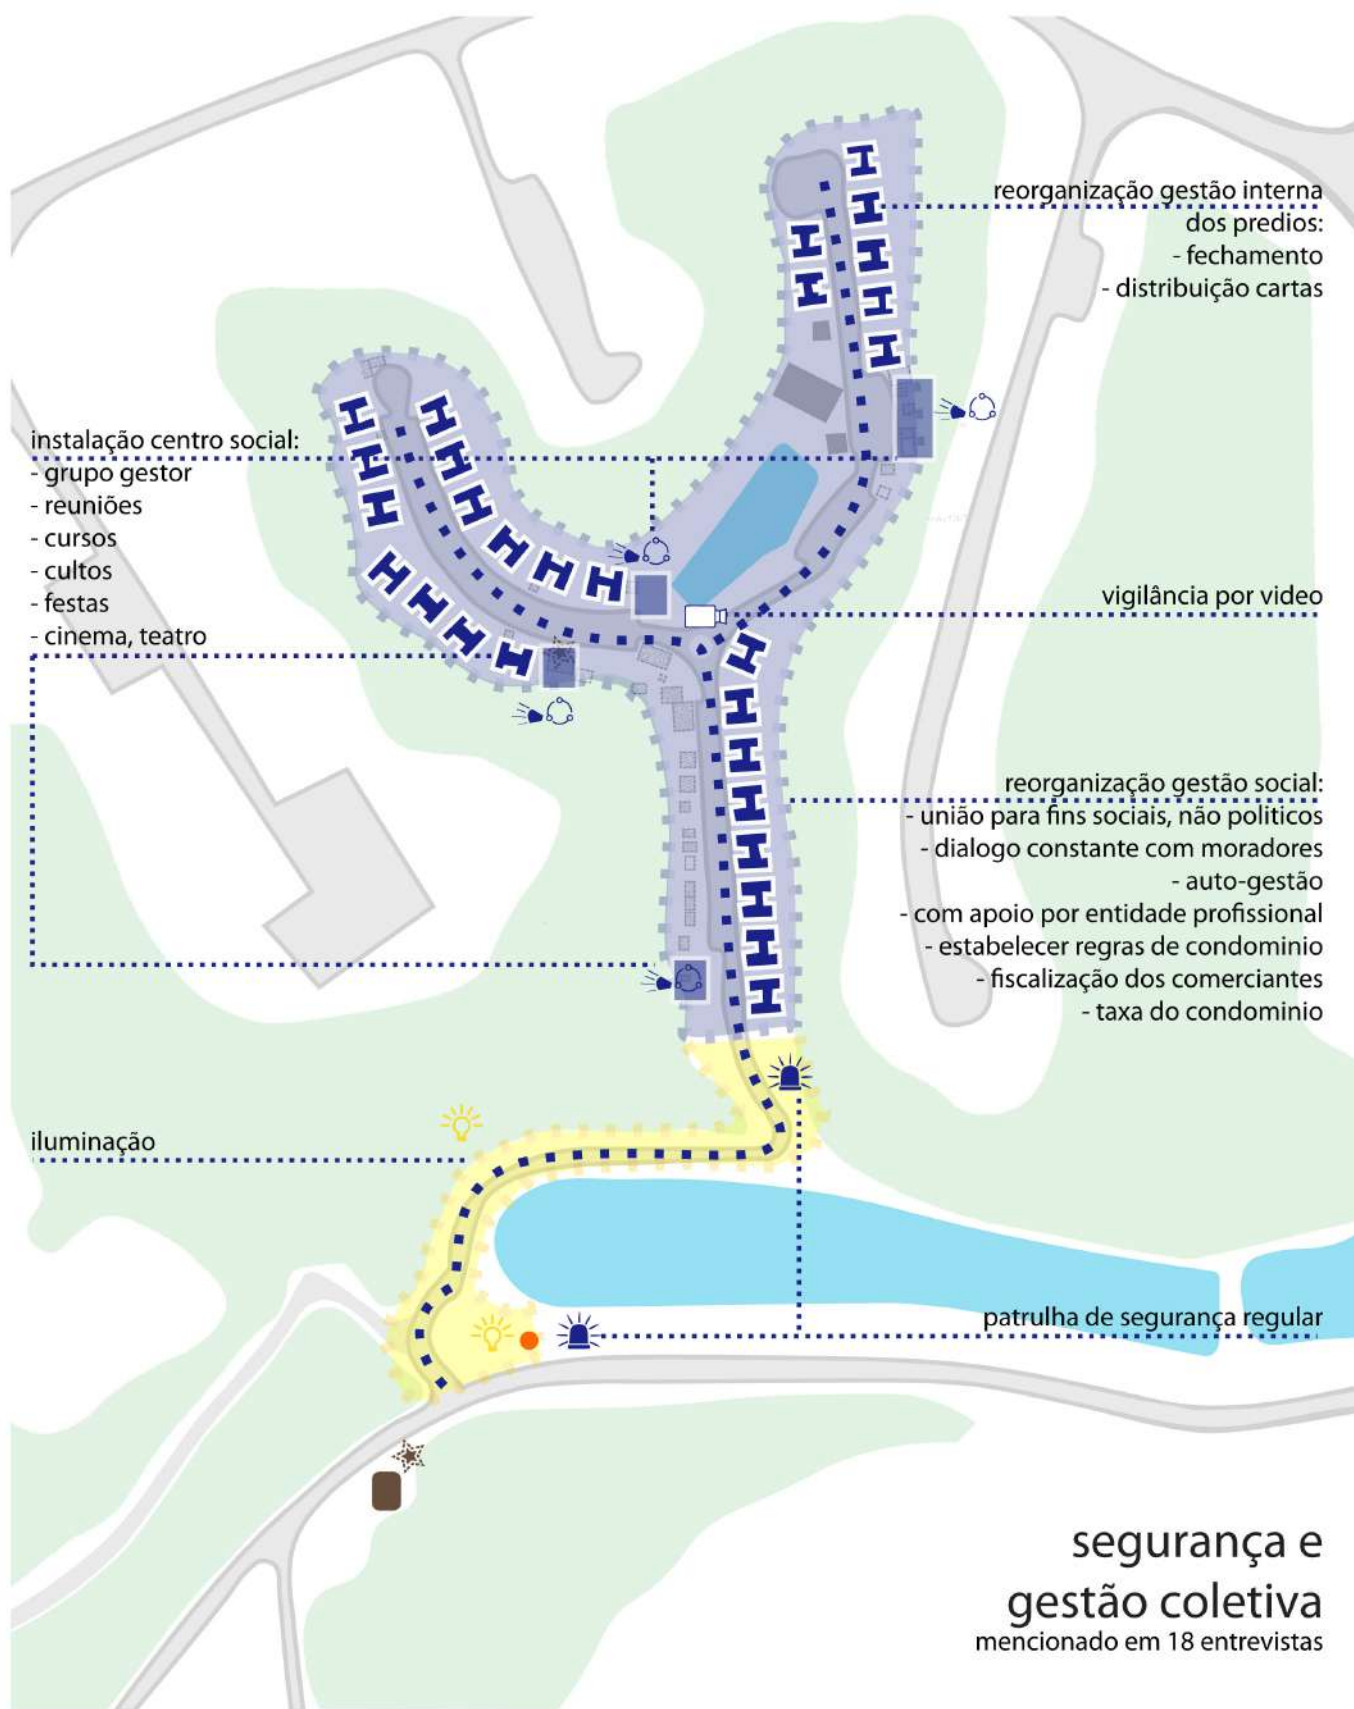 reorganização gestão interna
dos predios:
- fechamento
- distribuição cartas
instalação centro social:
- grupo gestor
- reuniões
- cursos
- cultos
- festas
- cinema, teatro
vigilância por video
reorganização gestão social:
- união para fins sociais, não politicos
- dialogo constante com moradores
- auto-gestão
- com apoio por entidade profissional
- estabelecer regras de condominio
- fiscalização dos comerciantes
- taxa do condominio
iluminação
patrulha de segurança regular
segurança e
gestão coletiva
mencionado em 18 entrevistas